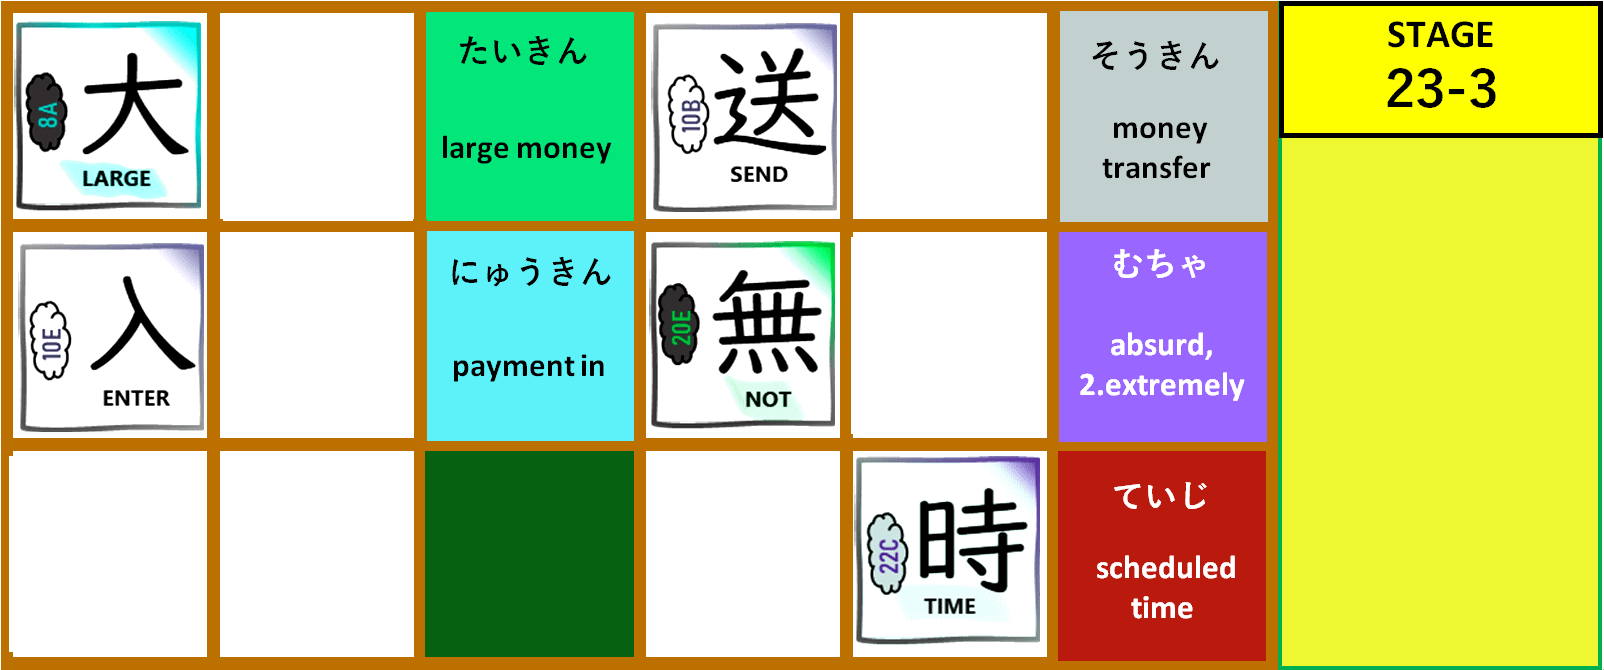 8A
大
LARGE
たいきん
large money
10B
送
SEND
そうきん
money
transfer
STAGE
23-3
10E
入
ENTER
にゅうきん
payment in
20E
無
NOT
むちゃ
absurd,
2.extremely
22C
時
TIME
ていじ
scheduled
time